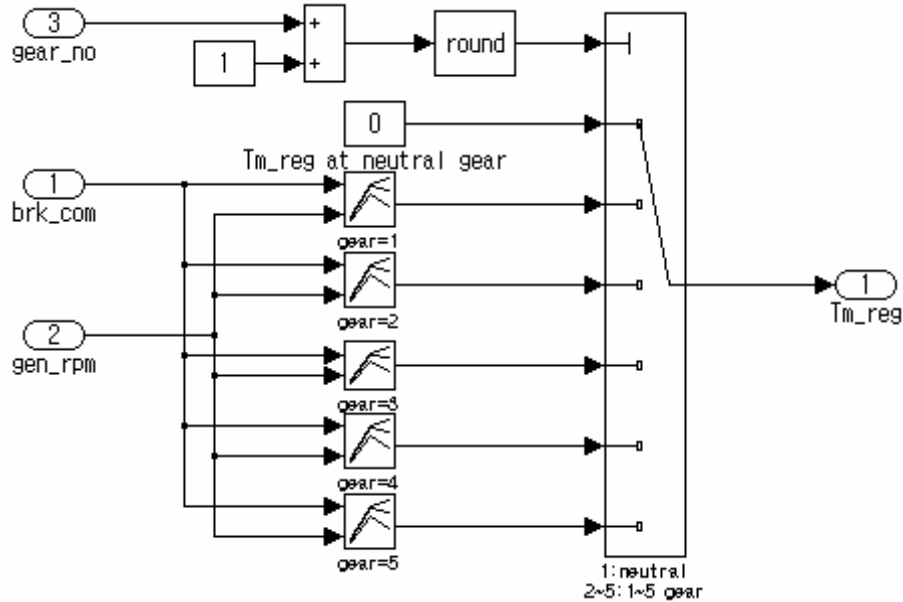 3
gear_no
1
+
+
round
0
Tm_reg at neutral gear
1
brk_com
gear=1
gear=2
2
gen_rpm
gear=3
gear=4
gear=5
1
Tm_reg
1:neutral
2~5:1~5 gear